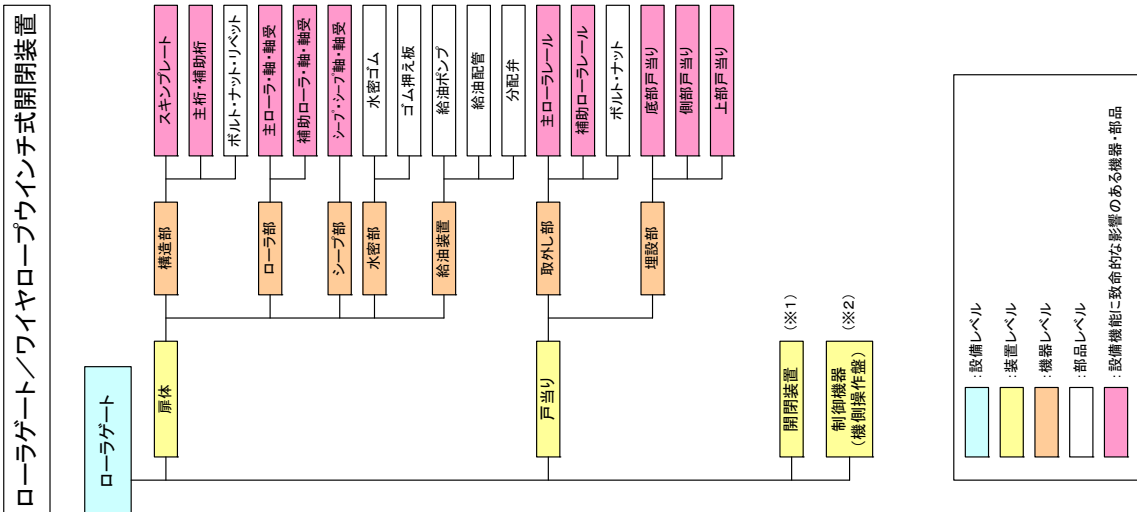 ローラゲート／ワイヤロープウインチ式開閉装置
ローラゲート
扉体
構造部
スキンプレート
主桁・補助桁
ボルト・ナット・リベット
ローラ部
主ローラ・軸・軸受
補助ローラ・軸・軸受
シーブ部
シーブ・シーブ軸・軸受
水密部
水密ゴム
ゴム押え板
給油装置
給油ポンプ
給油配管
分配弁
戸当り
取外し部
主ローラレール
補助ローラレール
ボルト・ナット
埋設部
底部戸当り
側部戸当り
上部戸当り
開閉装置
（※1）
制御機器
（機側操作盤）
（※2）
：設備レベル
：装置レベル
：機器レベル
：部品レベル
：設備機能に致命的な影響のある機器・部品